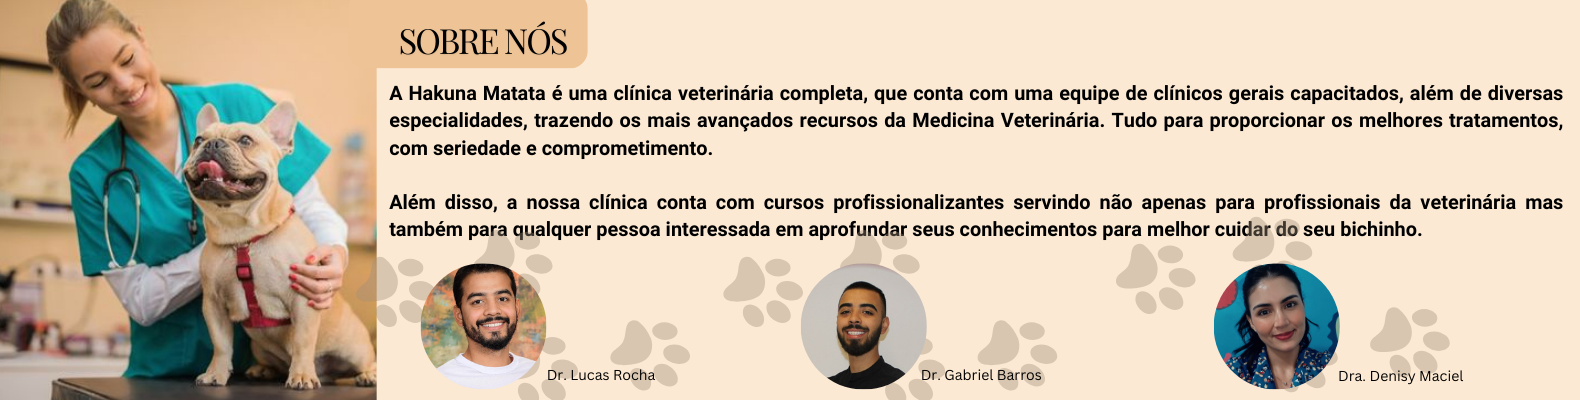 SOBRE NÓS
A Hakuna Matata é uma clínica veterinária completa, que conta com uma equipe de clínicos gerais capacitados, além de diversas
especialidades, trazendo os mais avançados recursos da Medicina Veterinária. Tudo para proporcionar os melhores tratamentos,
com seriedade e comprometimento.
Além disso, a nossa clínica conta com cursos profissionalizantes servindo não apenas para profissionais da veterinária mas
também para qualquer pessoa interessada em aprofundar seus conhecimentos para melhor cuidar do seu bichinho.
Dr. Lucas Rocha
Dr. Gabriel Barros
Dra. Denisy Maciel